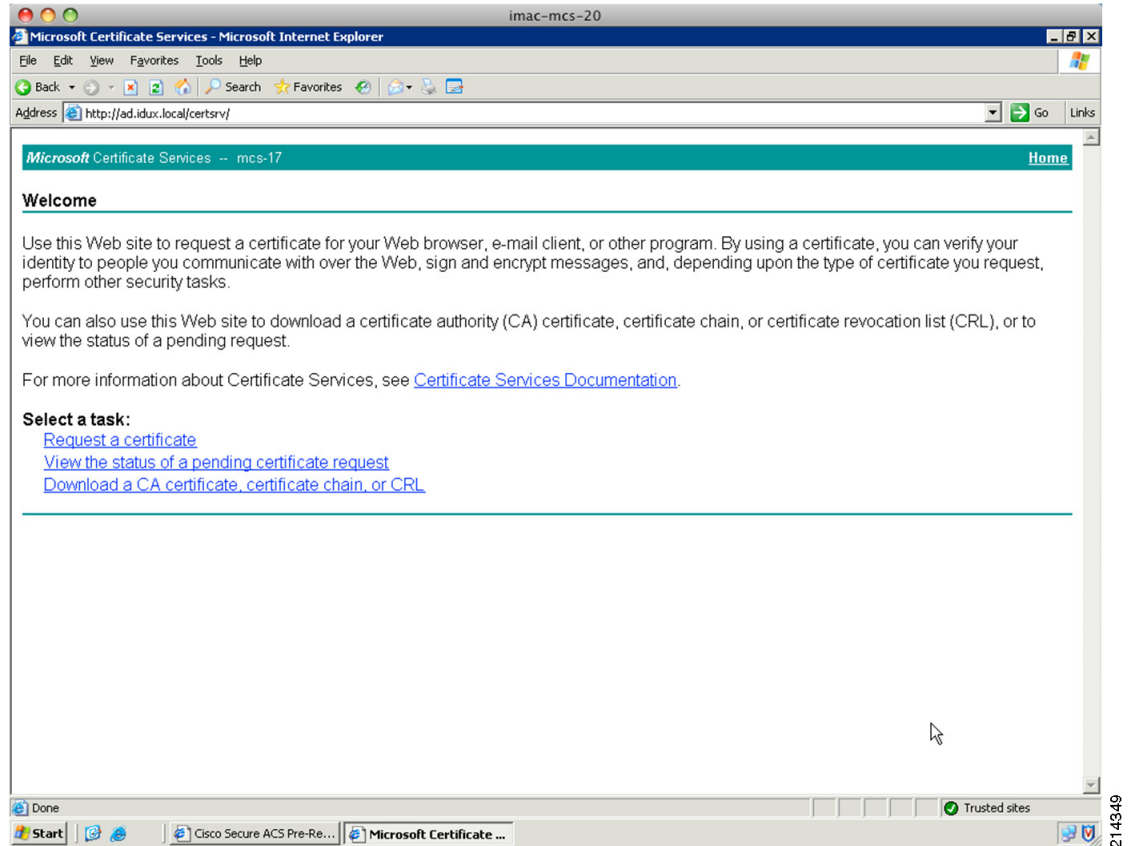 imac-mcs-20
Microsoft Certificate Services - Microsoft Internet Explorer
File Edit View Favorites Tools Help
Back Search Favorites
Address http://ad.idux.local/certsrv/ Go Links
Microsoft Certificate Services -- mcs-17 Home
Welcome
Use this Web site to request a certificate for your Web browser, e-mail client, or other program. By using a certificate, you can verify your
identity to people you communicate with over the Web, sign and encrypt messages, and, depending upon the type of certificate you request,
perform other security tasks.
You can also use this Web site to download a certificate authority (CA) certificate, certificate chain, or certificate revocation list (CRL), or to
view the status of a pending request.
For more information about Certificate Services, see Certificate Services Documentation.
Select a task:
Request a certificate
View the status of a pending certificate request
Download a CA certificate, certificate chain, or CRL
Done Trusted sites
Start Cisco Secure ACS Pre-Re... Microsoft Certificate ...
214349